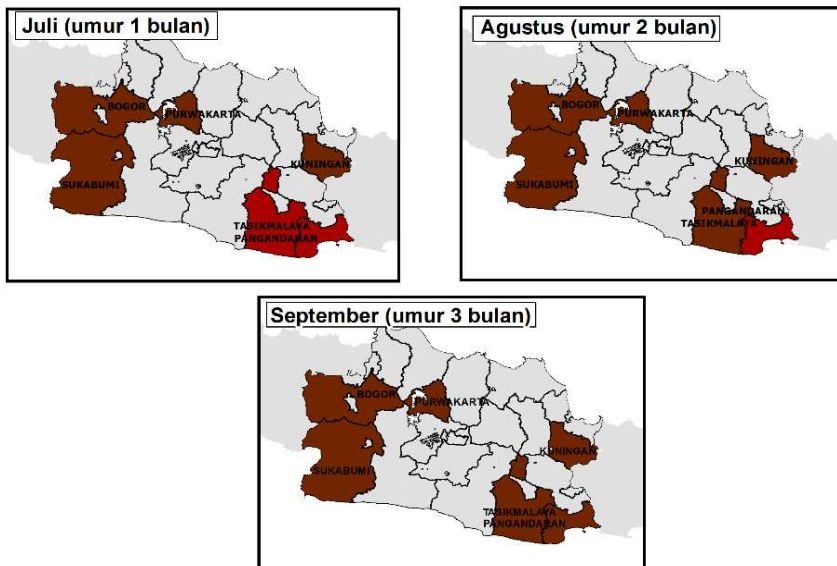 Juli (umur 1 bulan)
BOGOR
PURWAKARTA
KUNINGAN
SUKABUMI
TASIKMALAYA
PANGANDARAN
Agustus (umur 2 bulan)
BOGOR
PURWAKARTA
KUNINGAN
SUKABUMI
PANGANDARAN
TASIKMALAYA
September (umur 3 bulan)
BOGOR
PURWAKARTA
KUNINGAN
SUKABUMI
TASIKMALAYA
PANGANDARAN